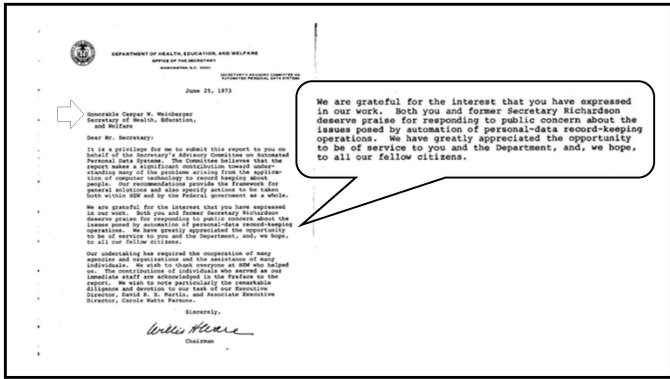 DEPARTMENT OF HEALTH, EDUCATION, AND WELFARE
OFFICE OF THE SECRETARY
WASHINGTON, D.C. 20201
SECRETARY'S ADVISORY COMMITTEE ON
AUTOMATED PERSONAL DATA SYSTEMS
June 25, 1973
Honorable Caspar W. Weinberger
Secretary of Health, Education,
and Welfare
Dear Mr. Secretary:
It is a privilege for me to submit this report to you on
behalf of the Secretary's Advisory Committee on Automated
Personal Data Systems. The Committee believes that the
report makes a significant contribution toward under-
standing many of the problems arising from the applica-
tion of computer technology to record keeping about
people. Our recommendations provide the framework for
general solutions and also specify actions to be taken
both within HEW and by the Federal government as a whole.
We are grateful for the interest that you have expressed
in our work. Both you and former Secretary Richardson
deserve praise for responding to public concern about the
issues posed by automation of personal-data record-keeping
operations. We have greatly appreciated the opportunity
to be of service to you and the Department, and, we hope,
to all our fellow citizens.
Our undertaking has required the cooperation of many
agencies and organizations and the assistance of many
individuals. We wish to thank everyone at HEW who helped
us. The contributions of individuals who served as our
immediate staff are acknowledged in the Preface to the
report. We wish to note particularly the remarkable
diligence and devotion to our task of our Executive
Director, David B. H. Martin, and Associate Executive
Director, Carole Watts Parsons.
Sincerely,
Willis H Ware
Chairman
We are grateful for the interest that you have expressed
in our work. Both you and former Secretary Richardson
deserve praise for responding to public concern about the
issues posed by automation of personal-data record-keeping
operations. We have greatly appreciated the opportunity
to be of service to you and the Department, and, we hope,
to all our fellow citizens.